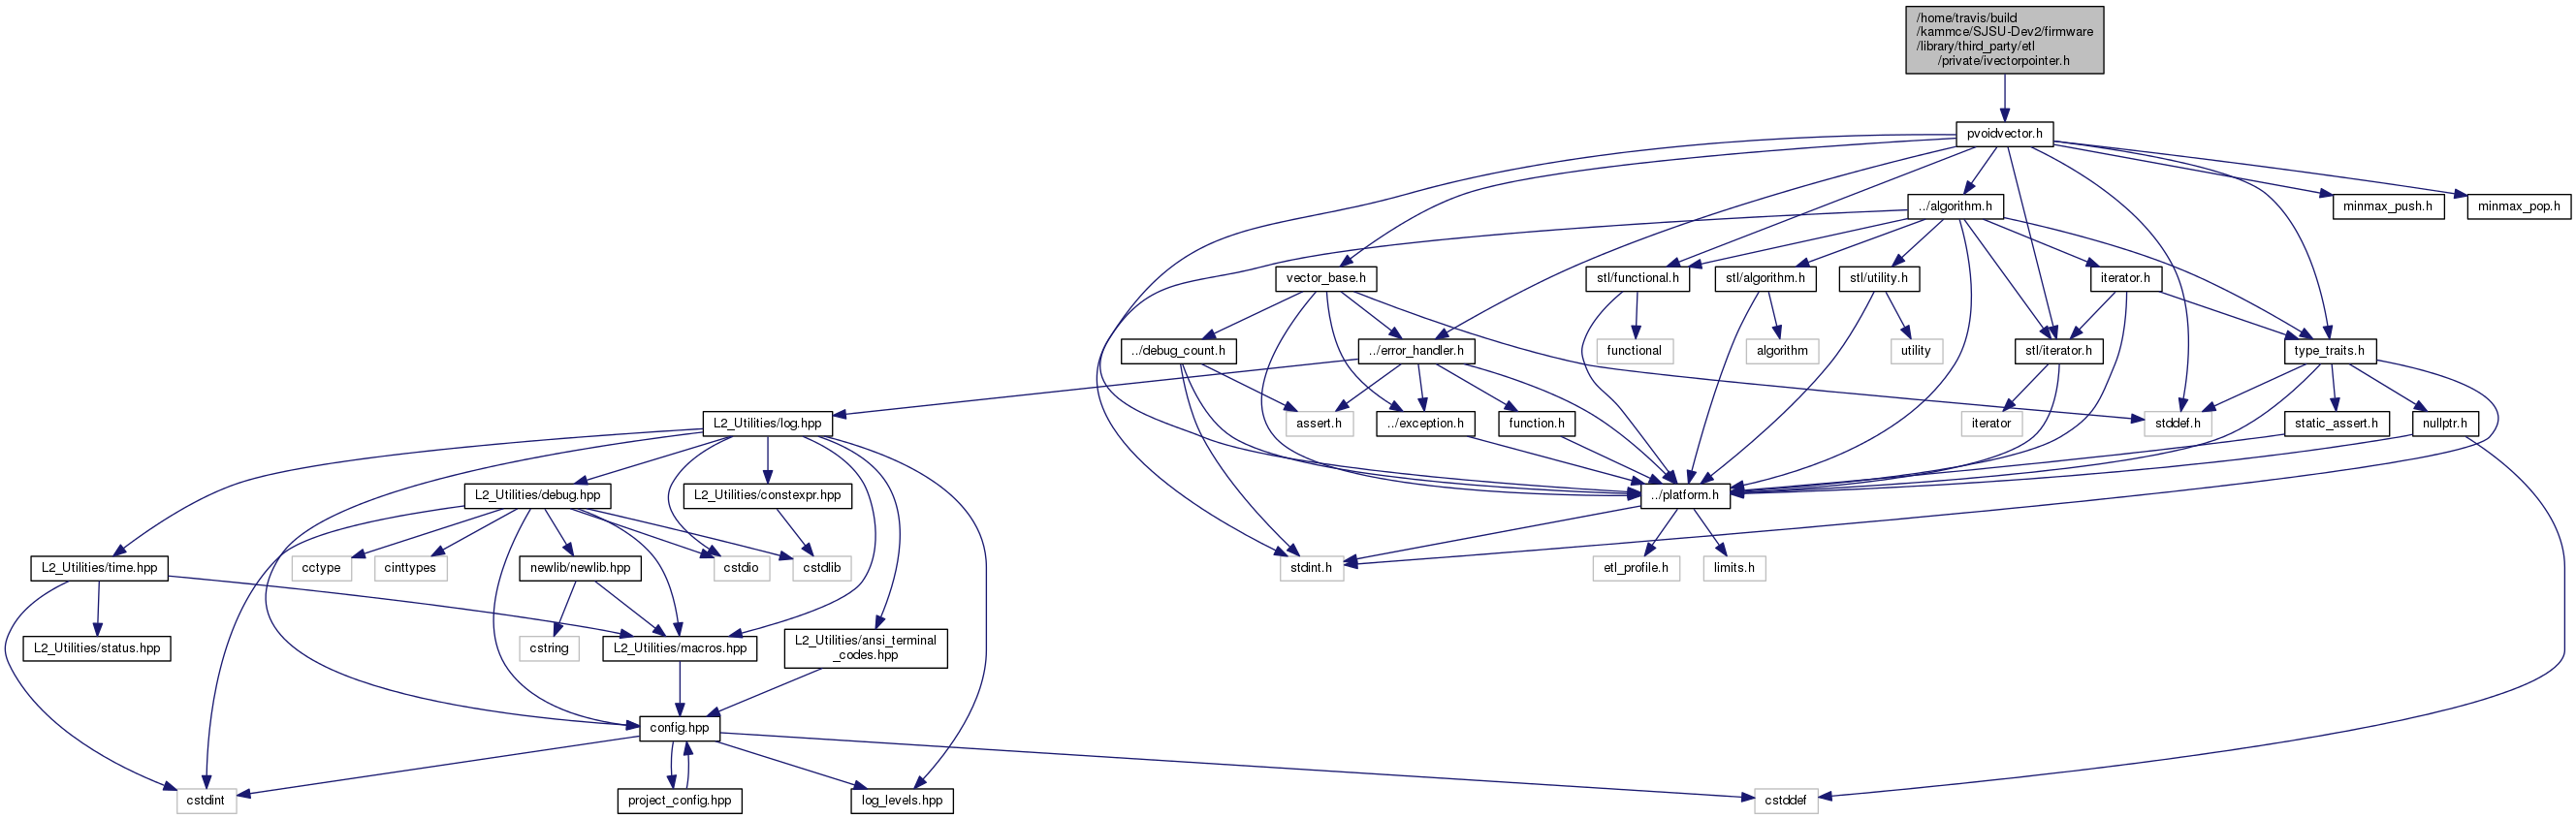 /home/travis/build
/kammce/SJSU-Dev2/firmware
/library/third_party/etl
/private/ivectorpointer.h
pvoidvector.h
../algorithm.h
minmax_push.h
minmax_pop.h
vector_base.h
stl/functional.h
stl/algorithm.h
stl/utility.h
iterator.h
../debug_count.h
../error_handler.h
functional
algorithm
utility
stl/iterator.h
type_traits.h
L2_Utilities/log.hpp
assert.h
../exception.h
function.h
iterator
stddef.h
static_assert.h
nullptr.h
L2_Utilities/debug.hpp
L2_Utilities/constexpr.hpp
../platform.h
L2_Utilities/time.hpp
cctype
cinttypes
newlib/newlib.hpp
cstdio
cstdlib
stdint.h
etl_profile.h
limits.h
L2_Utilities/status.hpp
cstring
L2_Utilities/macros.hpp
L2_Utilities/ansi_terminal
_codes.hpp
config.hpp
cstdint
project_config.hpp
log_levels.hpp
cstddef